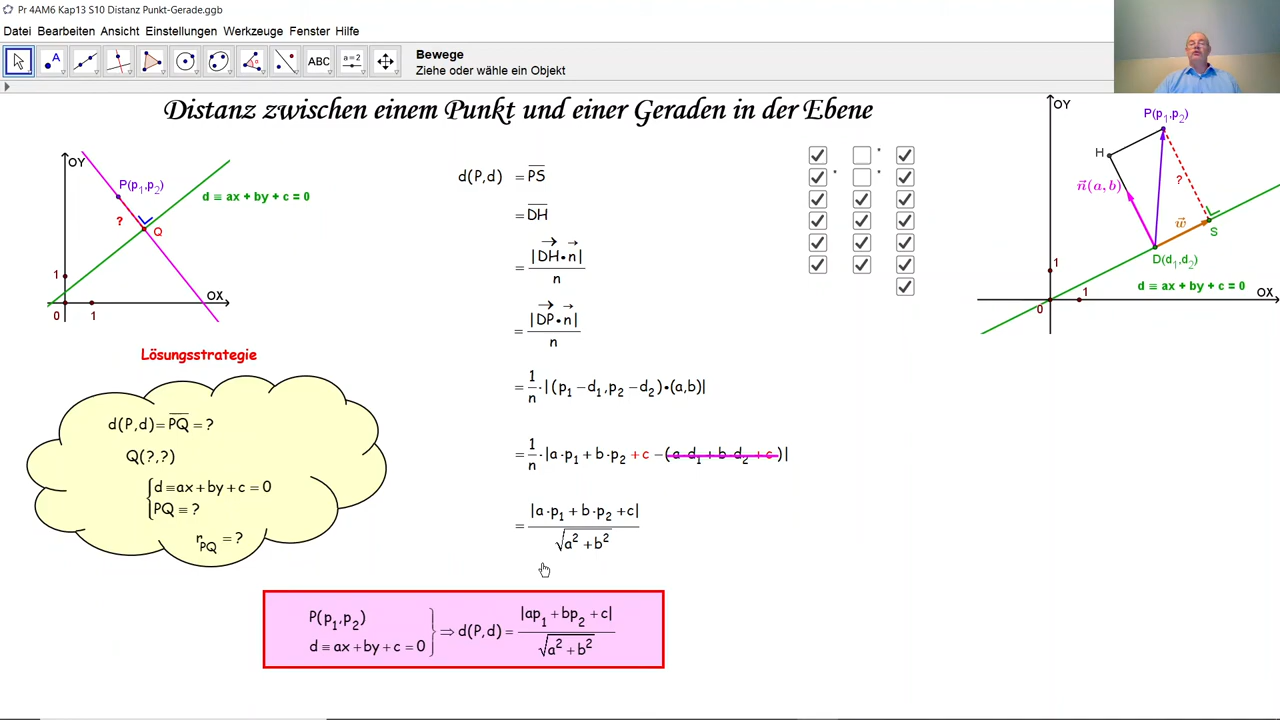 Pr 4AM6 Kap13 S10 Distanz Punkt-Gerade.ggb
Datei Bearbeiten Ansicht Einstellungen Werkzeuge Fenster Hilfe
A
ABC
a=2
Bewege
Ziehe oder wähle ein Objekt
Distanz zwischen einem Punkt und einer Geraden in der Ebene
OY
P(p₁,p₂)
d ≡ ax + by + c = 0
?
Q
1
OX
0
1
Lösungsstrategie
d(P,d) = P̅Q̅ = ?
Q(?,?)
{d ≡ ax + by + c = 0
PQ ≡ ?
r_PQ = ?
d(P,d) = P̅S̅
= D̅H̅
= |DH→•n→| / n
= |DP→•n→| / n
= 1/n·|(p₁ − d₁,p₂ − d₂)•(a,b)|
= 1/n·|a·p₁ + b·p₂ + c − (a·d₁ + b·d₂ + c)|
= |a·p₁ + b·p₂ + c| / √(a² + b²)
P(p₁,p₂)
d ≡ ax + by + c = 0 } ⇒ d(P,d) = |ap₁ + bp₂ + c| / √(a² + b²)
OY
P(p₁,p₂)
H
n→(a,b)
?
w→
S
D(d₁,d₂)
1
d ≡ ax + by + c = 0
OX
0
1